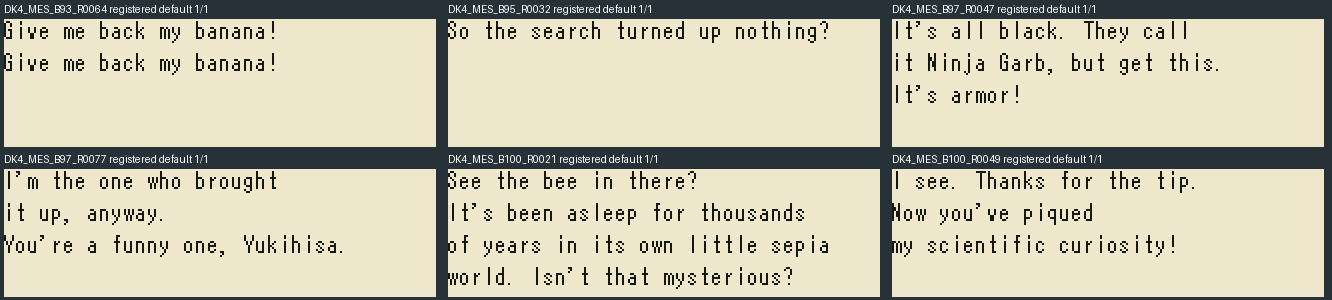 DK4_MES_B93_R0064 registered default 1/1
Give me back my banana!
Give me back my banana!
DK4_MES_B95_R0032 registered default 1/1
So the search turned up nothing?
DK4_MES_B97_R0047 registered default 1/1
It's all black. They call
it Ninja Garb, but get this.
It's armor!
DK4_MES_B97_R0077 registered default 1/1
I'm the one who brought
it up, anyway.
You're a funny one, Yukihisa.
DK4_MES_B100_R0021 registered default 1/1
See the bee in there?
It's been asleep for thousands
of years in its own little sepia
world. Isn't that mysterious?
DK4_MES_B100_R0049 registered default 1/1
I see. Thanks for the tip.
Now you've piqued
my scientific curiosity!